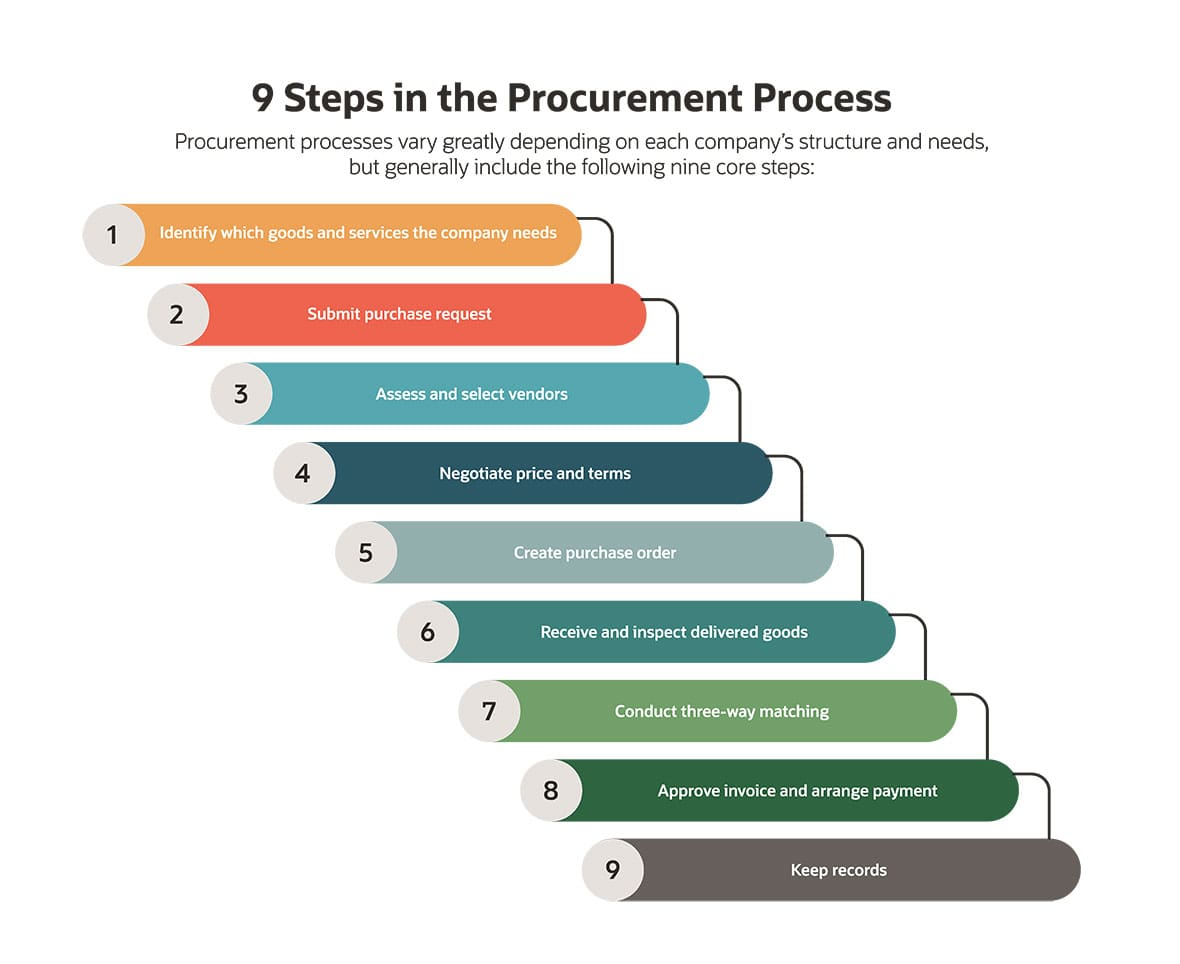 9 Steps in the Procurement Process
Procurement processes vary greatly depending on each company’s structure and needs,
but generally include the following nine core steps:
1 Identify which goods and services the company needs
2 Submit purchase request
3 Assess and select vendors
4 Negotiate price and terms
5 Create purchase order
6 Receive and inspect delivered goods
7 Conduct three-way matching
8 Approve invoice and arrange payment
9 Keep records